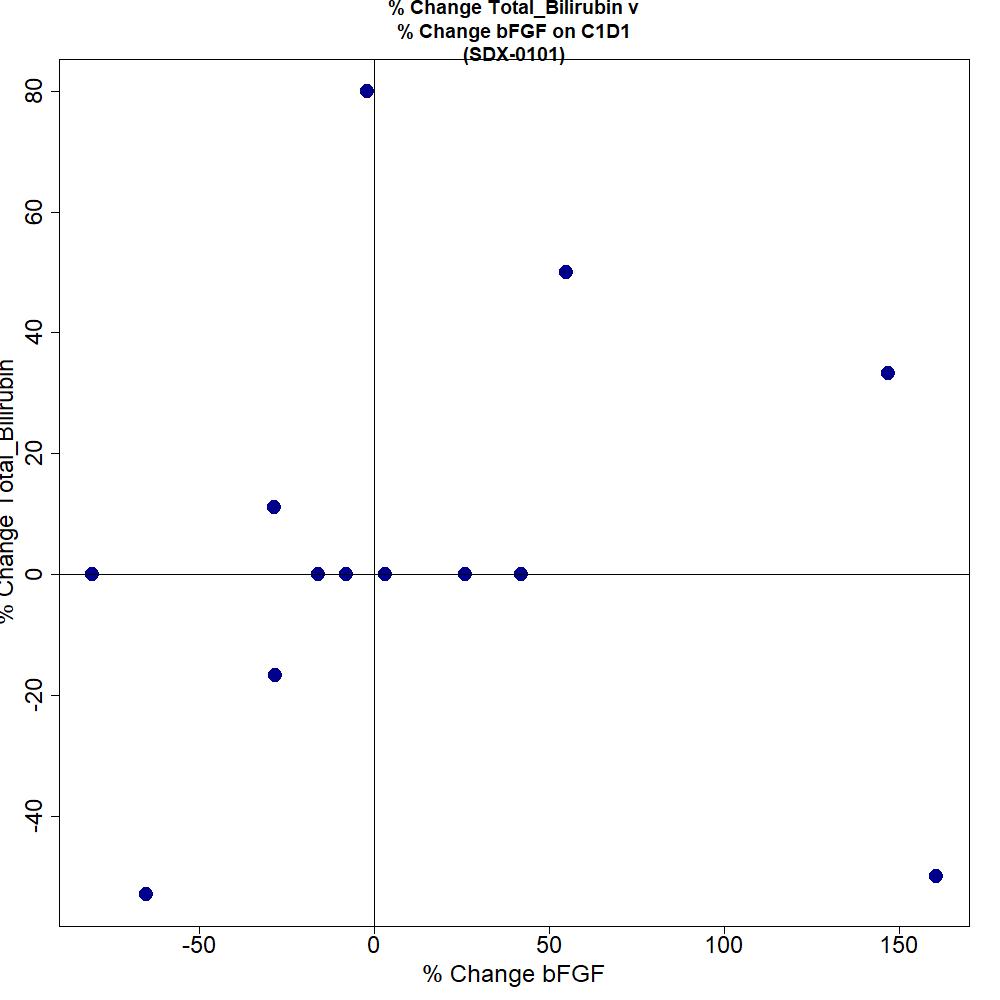 % Change Total_Bilirubin v
% Change bFGF on C1D1
(SDX-0101)
% Change Total_Bilirubin
80
60
40
20
0
-20
-40
-50
0
50
100
150
% Change bFGF